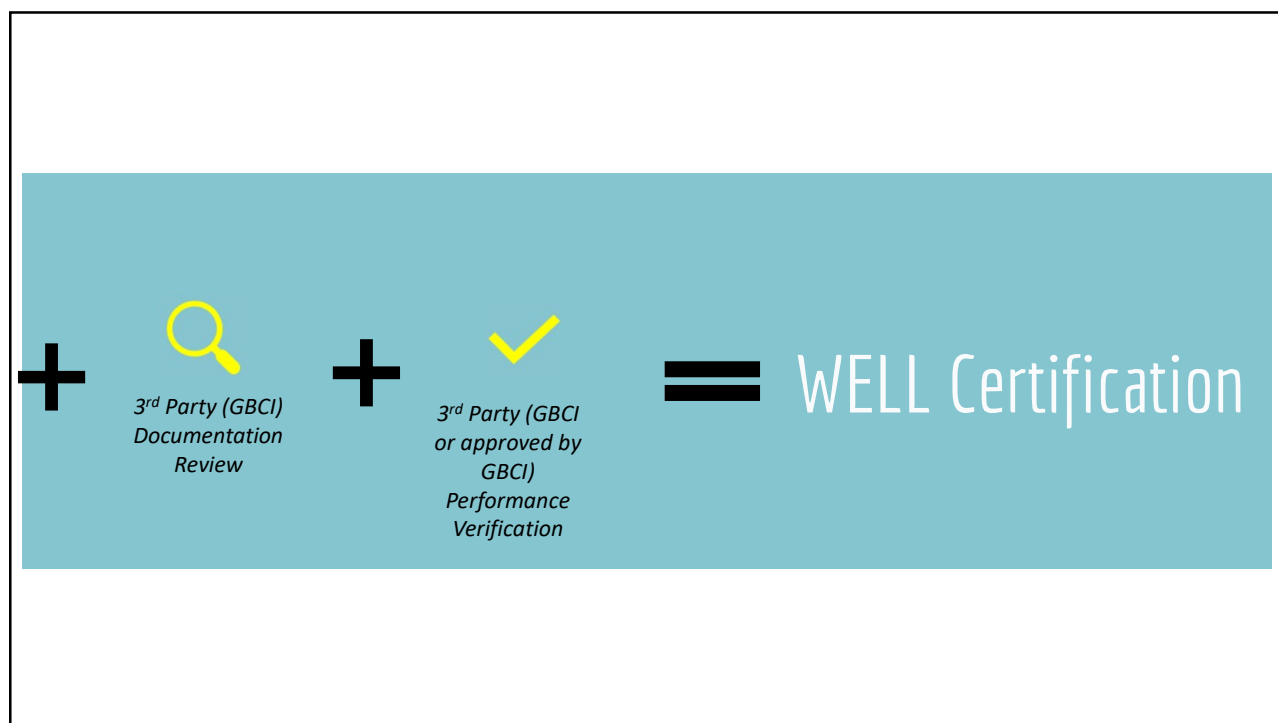 +
3rd Party (GBCI)
Documentation
Review
+
3rd Party (GBCI
or approved by
GBCI)
Performance
Verification
=
WELL Certification